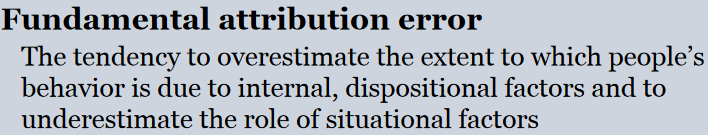 Fundamental attribution error
The tendency to overestimate the extent to which people’s
behavior is due to internal, dispositional factors and to
underestimate the role of situational factors